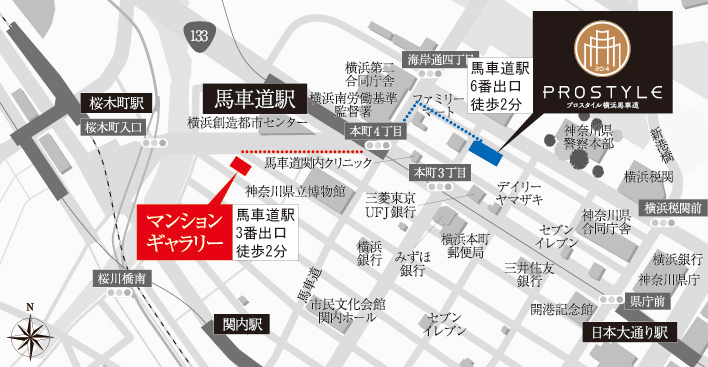 133
海岸通四丁目
横浜第二
合同庁舎
馬車道駅
6番出口
徒歩2分
2014
PROSTYLE
プロスタイル横浜馬車道
桜木町駅
桜木町入口
馬車道駅
横浜創造都市センター
横浜南労働基準
監督署
ファミリー
マート
本町4丁目
神奈川県
警察本部
新港橋
馬車道関内クリニック
本町3丁目
横浜税関
神奈川県立博物館
三菱東京
UFJ銀行
デイリー
ヤマザキ
マンション
ギャラリー
馬車道駅
3番出口
徒歩2分
セブン
イレブン
神奈川県
合同庁舎
横浜税関前
横浜
銀行
みずほ
銀行
横浜本町
郵便局
三井住友
銀行
横浜銀行
神奈川県庁
桜川橋南
馬車道
市民文化会館
関内ホール
セブン
イレブン
開港記念館
県庁前
N
関内駅
日本大通り駅